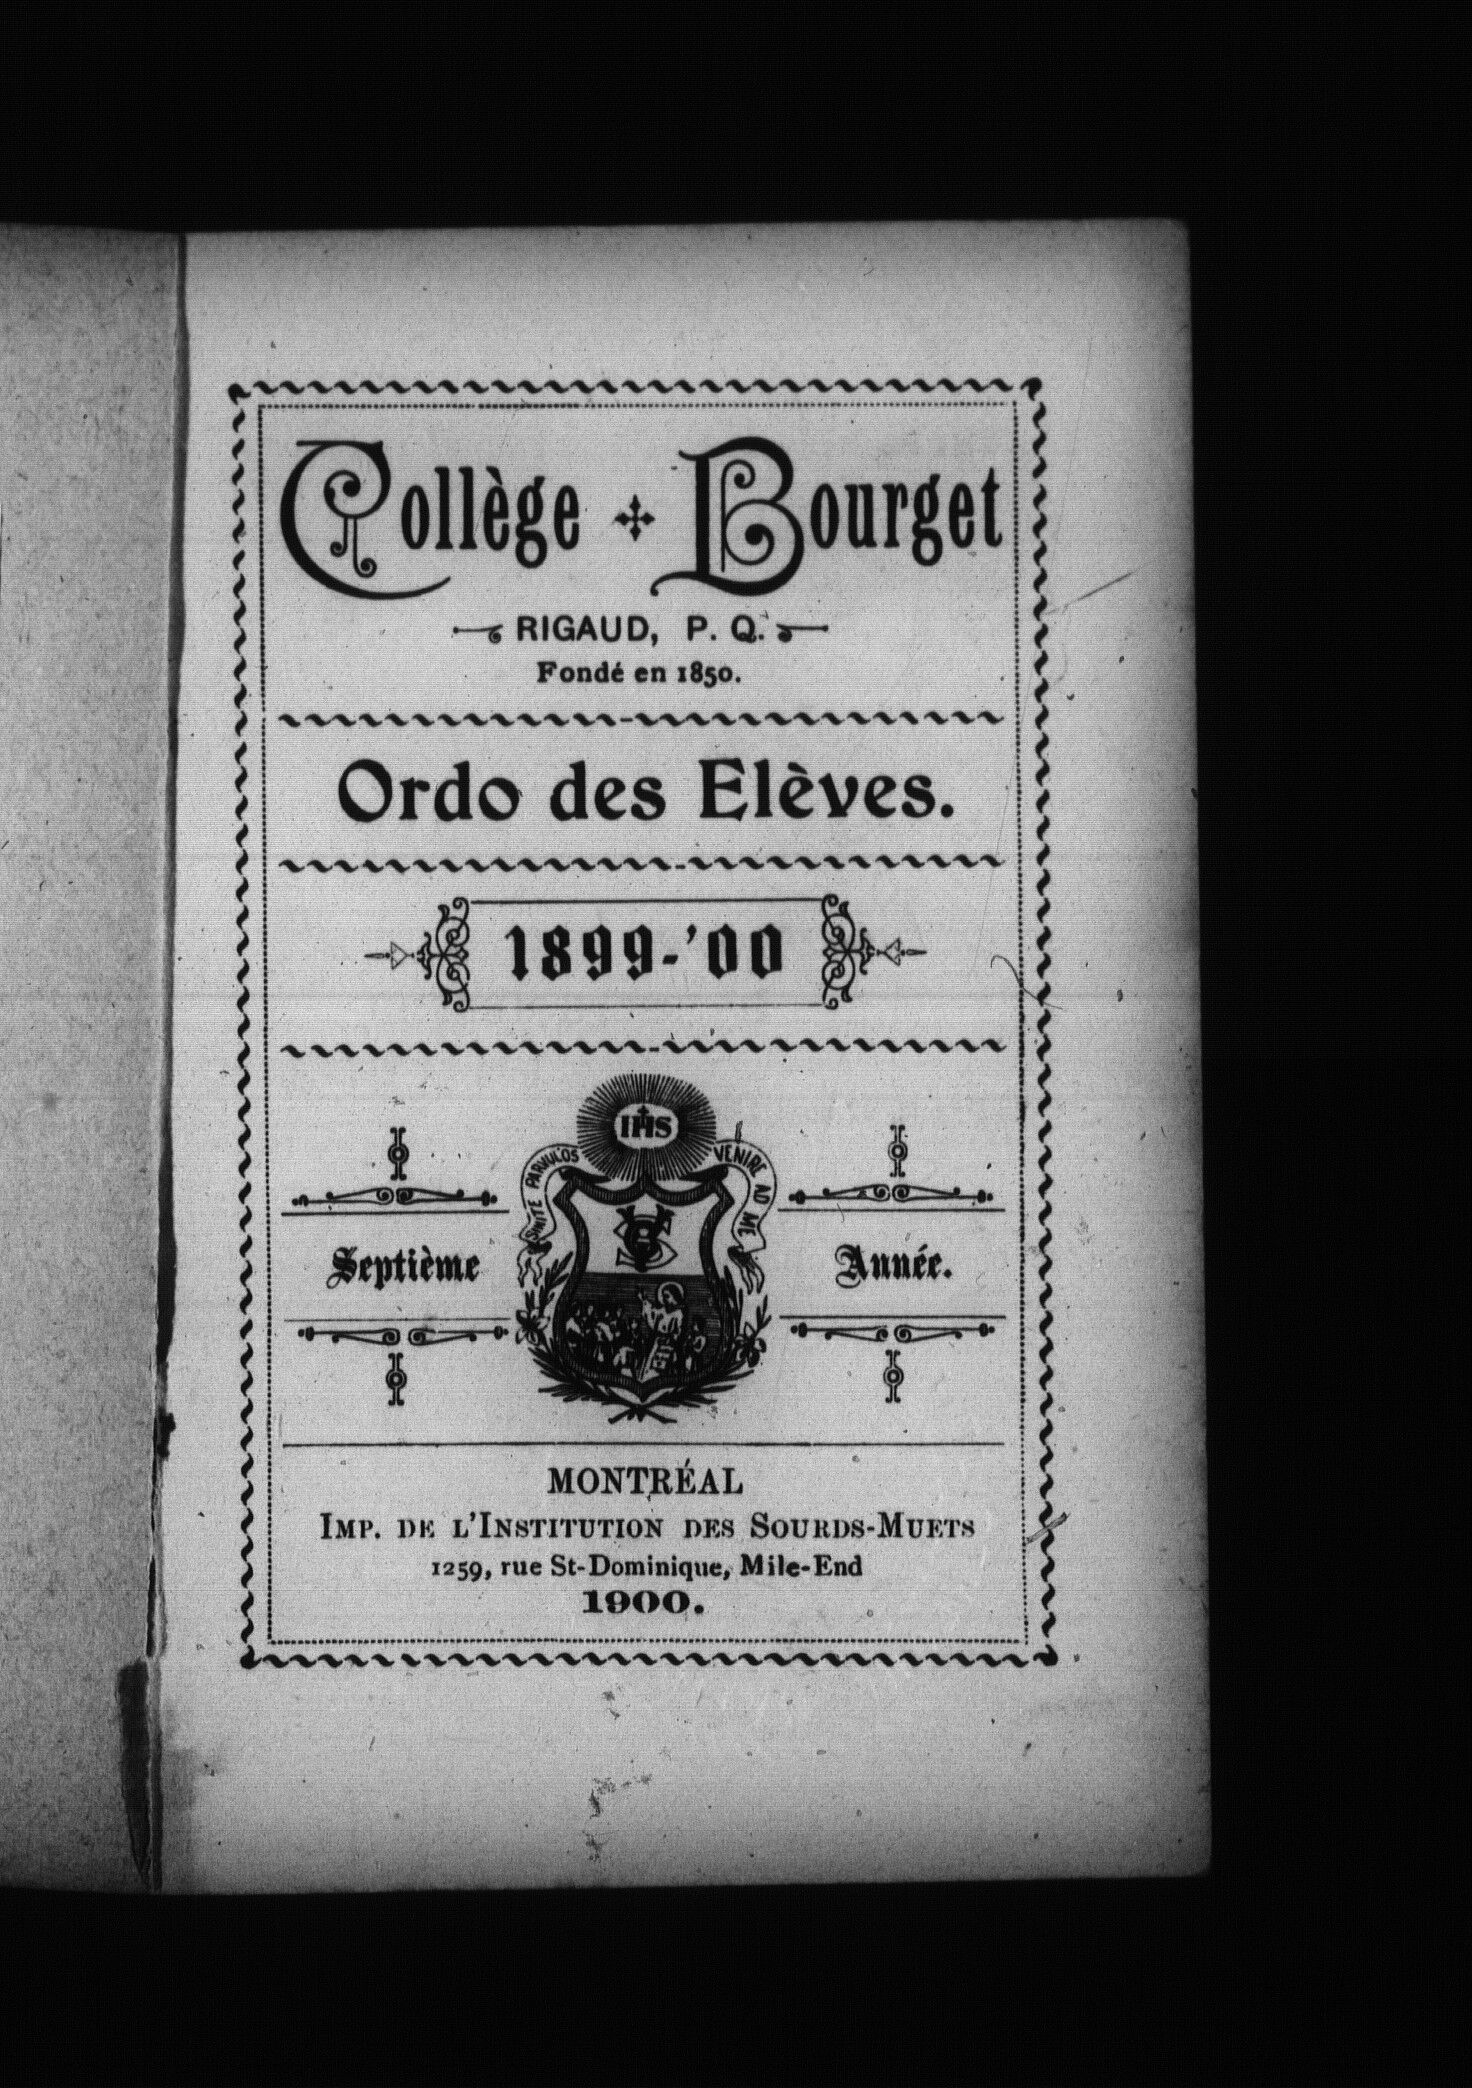 Collège Bourget
RIGAUD, P. Q.
Fondé en 1850.
Ordo des Elèves.
1899-'00
IHS
SINITE PARVULOS VENIRE AD ME
Septième Année.
MONTRÉAL
IMP. DE L'INSTITUTION DES SOURDS-MUETS
1259, rue St-Dominique, Mile-End
1900.